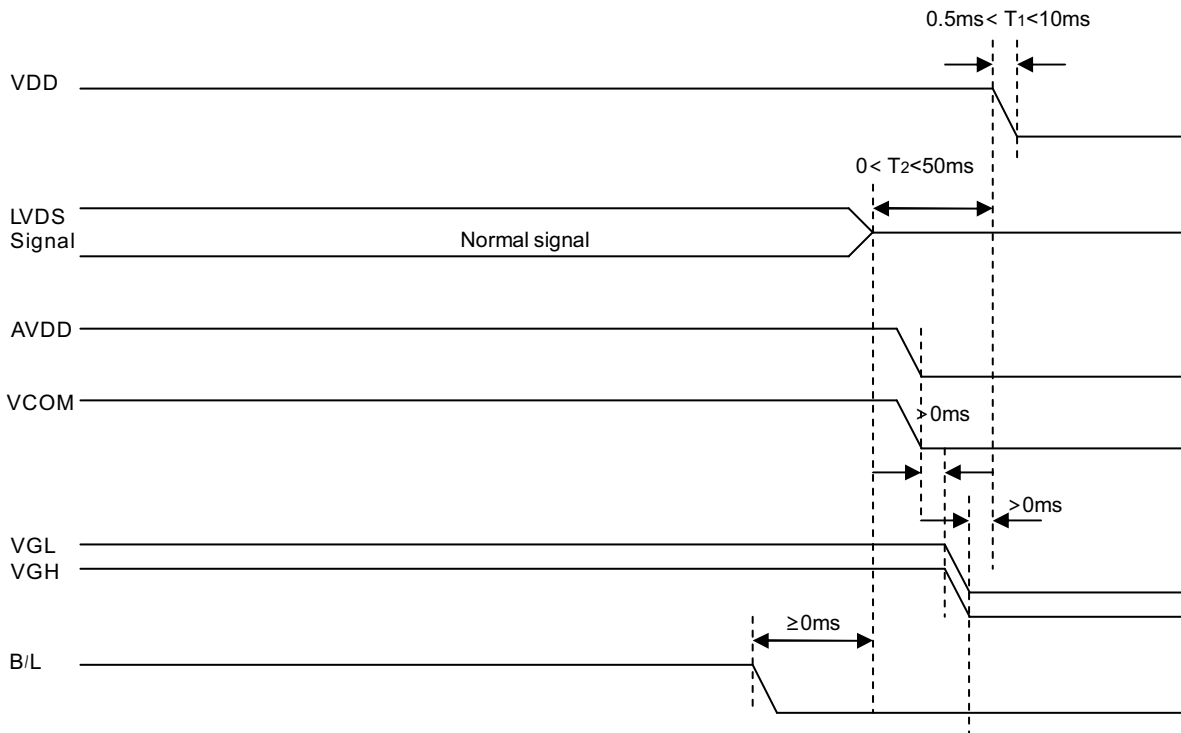 0.5ms< T1<10ms
VDD
0< T2<50ms
LVDS
Signal
Normal signal
AVDD
VCOM
>0ms
>0ms
VGL
VGH
≥0ms
B/L